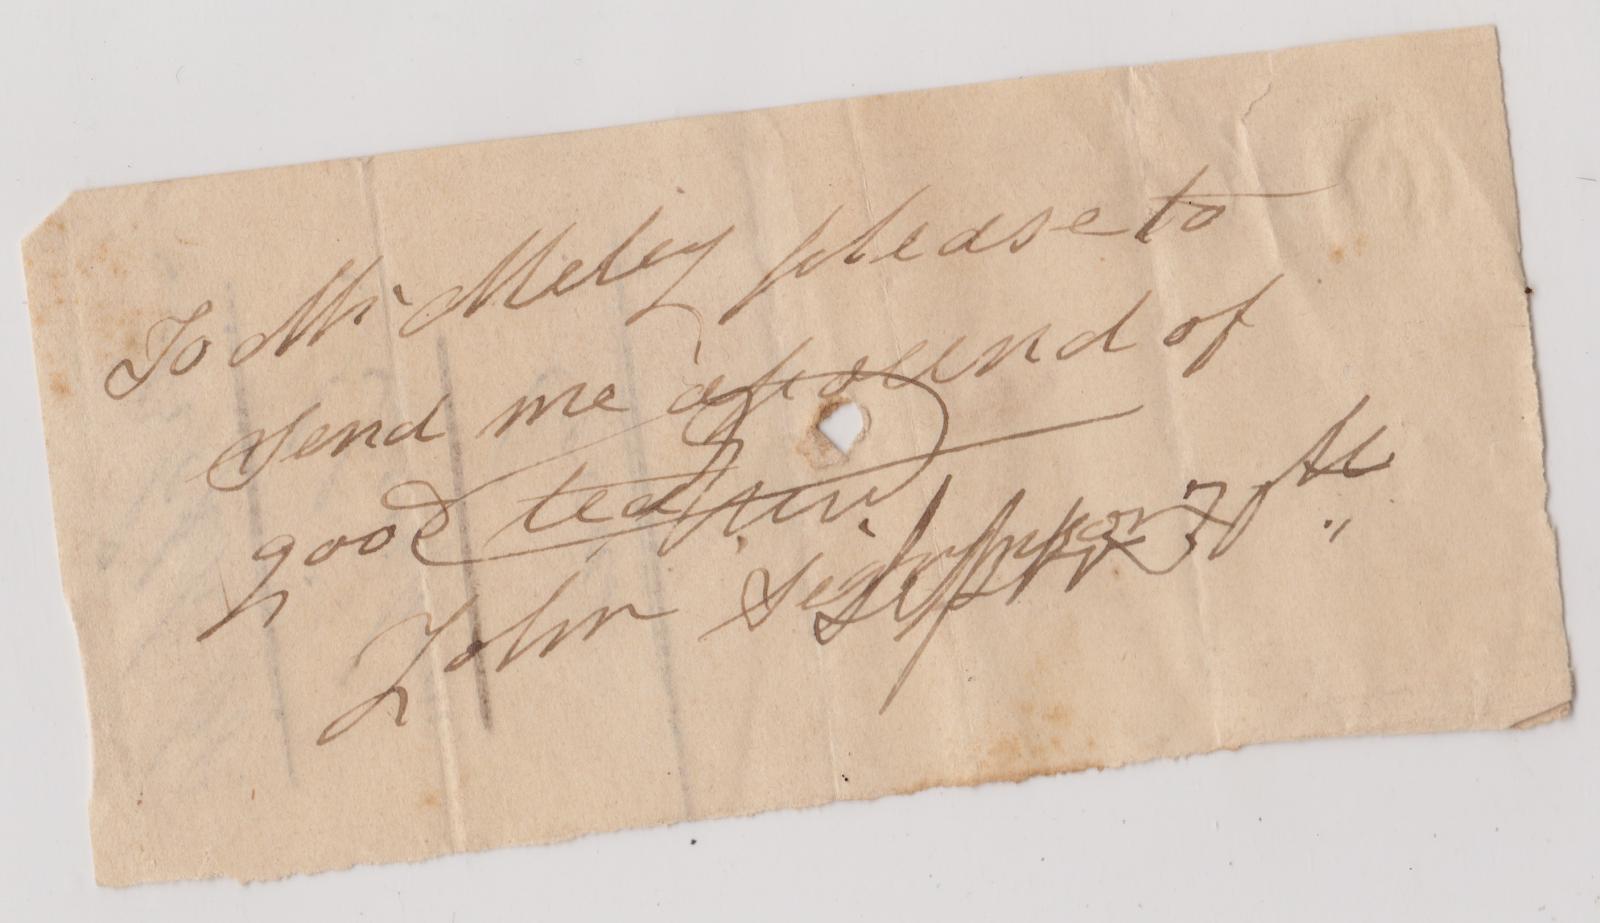 To Mr Meley please to
send me a pound of
good tea
John